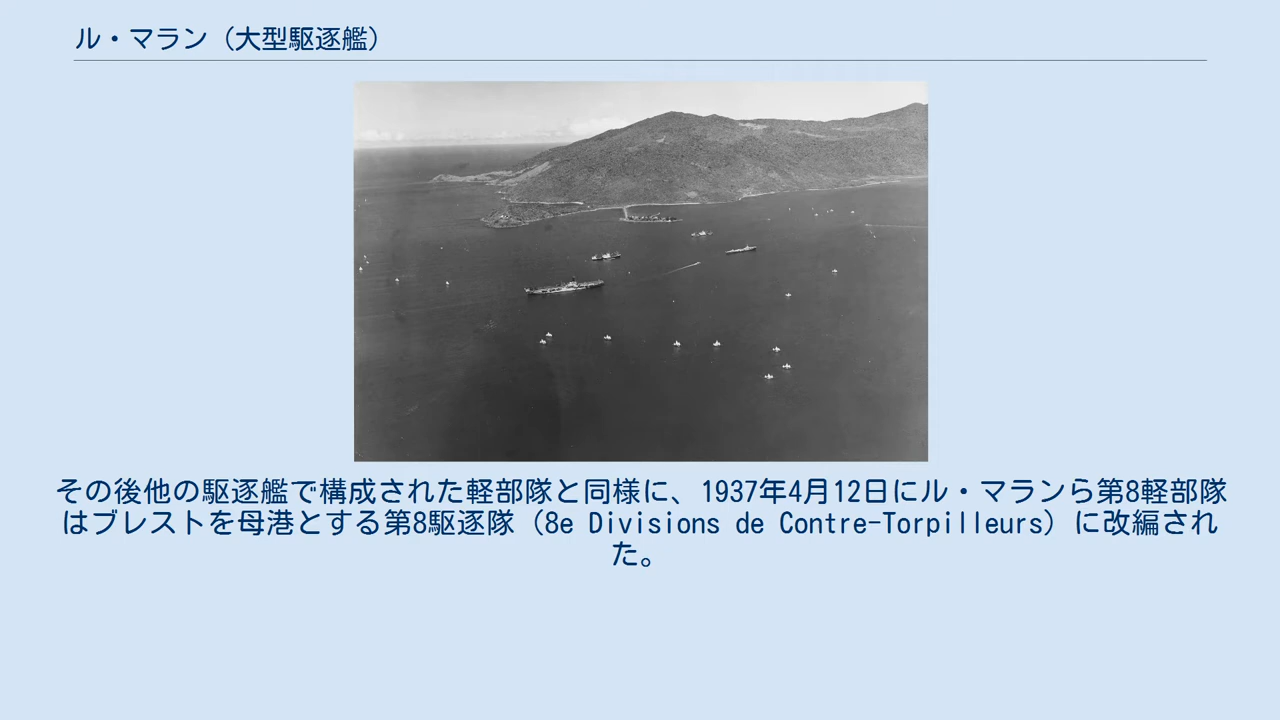 ル・マラン（大型駆逐艦）
その後他の駆逐艦で構成された軽部隊と同様に、1937年4月12日にル・マランら第8軽部隊
はブレストを母港とする第8駆逐隊（8e Divisions de Contre-Torpilleurs）に改編され
た。